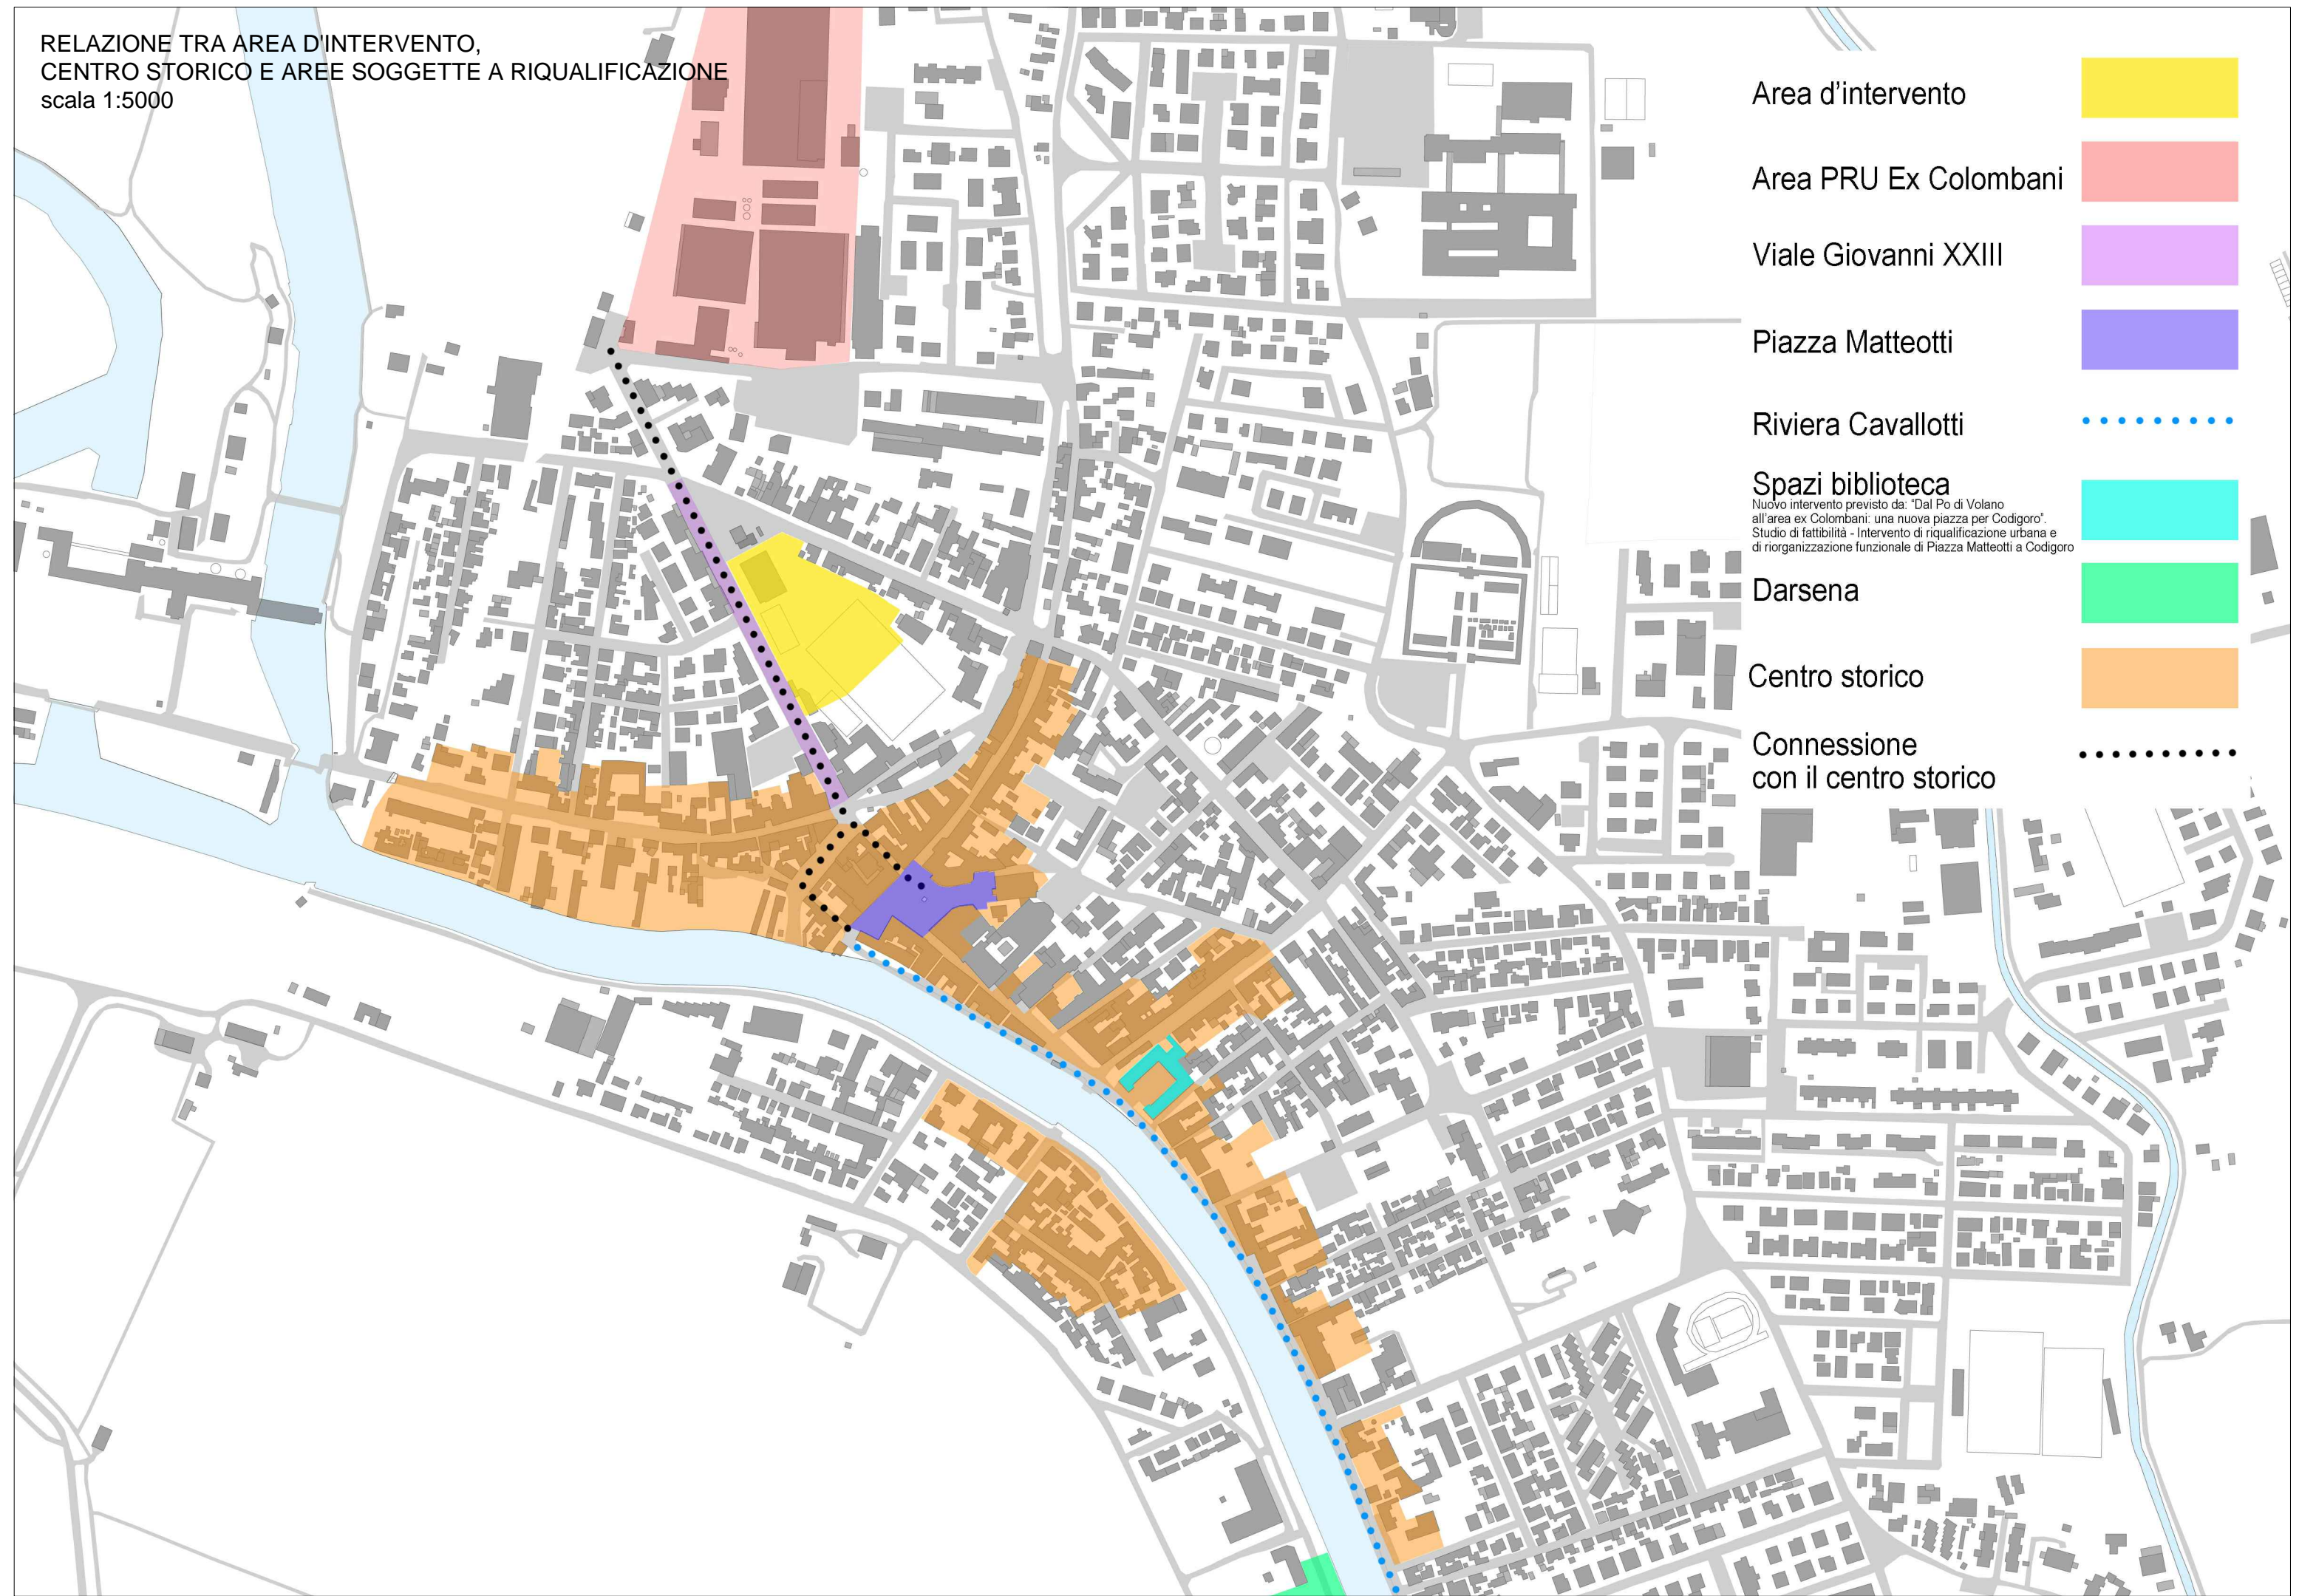 RELAZIONE TRA AREA D'INTERVENTO,
CENTRO STORICO E AREE SOGGETTE A RIQUALIFICAZIONE
scala 1:5000
Area d'intervento
Area PRU Ex Colombani
Viale Giovanni XXIII
Piazza Matteotti
Riviera Cavallotti
Spazi biblioteca
Nuovo intervento previsto da: "Dal Po di Volano
all'area ex Colombani: una nuova piazza per Codigoro".
Studio di fattibilità - Intervento di riqualificazione urbana e
di riorganizzazione funzionale di Piazza Matteotti a Codigoro
Darsena
Centro storico
Connessione
con il centro storico